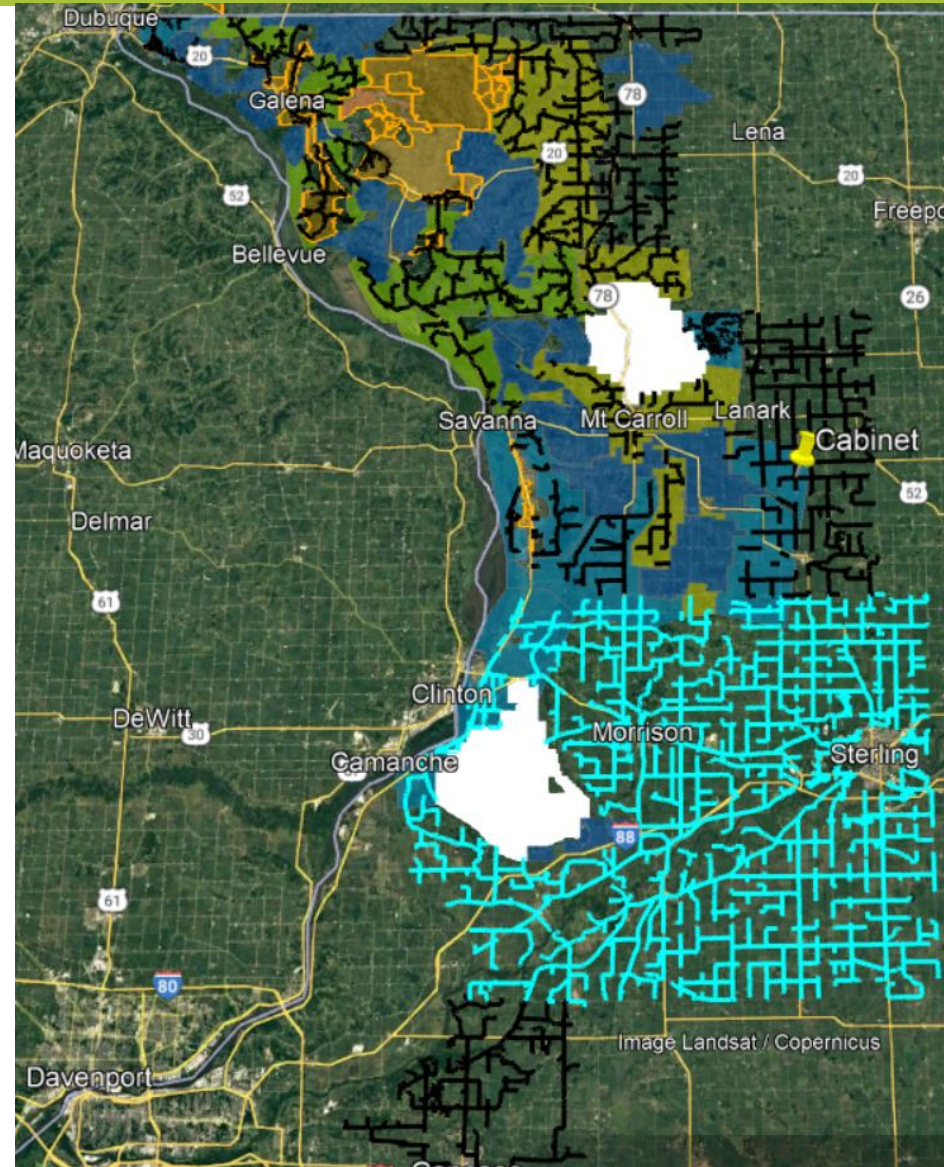 Dubuque
20
Galena
78
Lena
20
20
52
Freepo
Bellevue
78
26
Savanna
Mt Carroll
Lanark
Cabinet
Maquoketa
52
Delmar
61
Clinton
DeWitt
30
Morrison
Sterling
Camanche
88
61
80
Image Landsat / Copernicus
Davenport